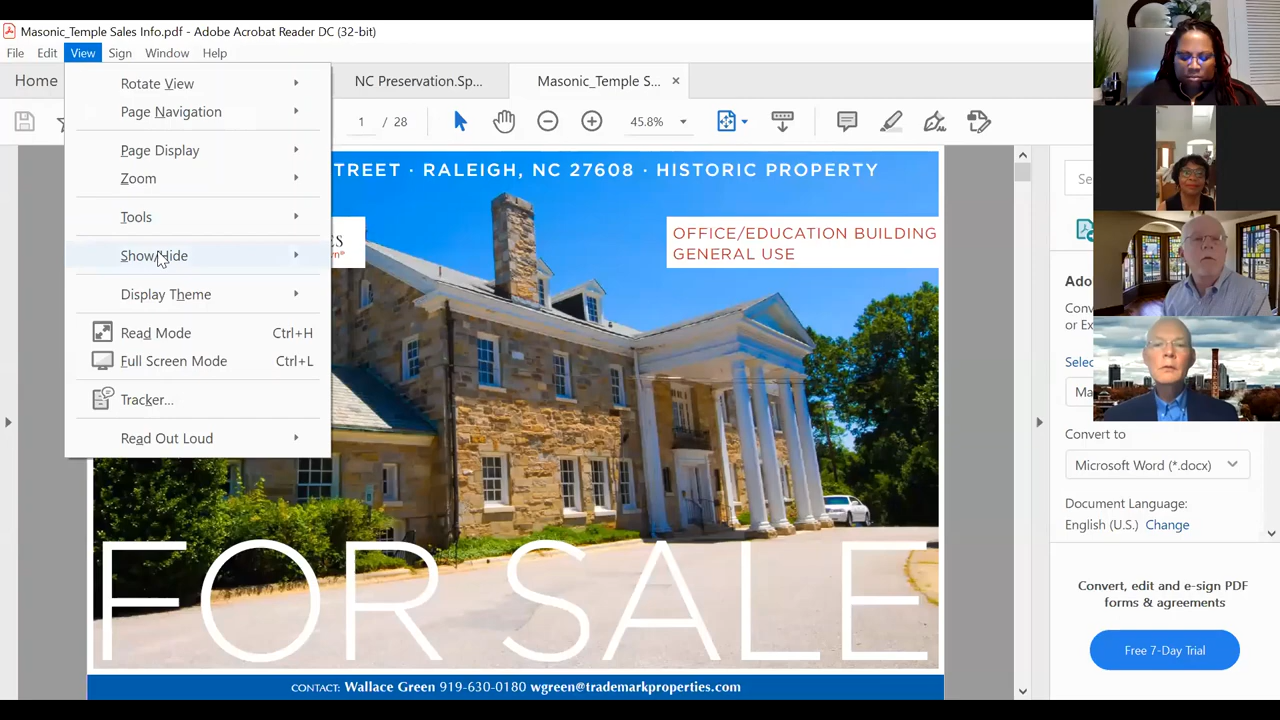 Masonic_Temple Sales Info.pdf - Adobe Acrobat Reader DC (32-bit)
File Edit View Sign Window Help
Home
NC Preservation.Sp...
Masonic_Temple S... ×
1 / 28
45.8%
Rotate View
Page Navigation
Page Display
Zoom
Tools
Show/Hide
Display Theme
Read Mode Ctrl+H
Full Screen Mode Ctrl+L
Tracker...
Read Out Loud
TREET · RALEIGH, NC 27608 · HISTORIC PROPERTY
OFFICE/EDUCATION BUILDING
GENERAL USE
FOR SALE
CONTACT: Wallace Green 919-630-0180 wgreen@trademarkproperties.com
Se
Ado
Conv
or Ex
Selec
Ma
Convert to
Microsoft Word (*.docx)
Document Language:
English (U.S.) Change
Convert, edit and e-sign PDF
forms & agreements
Free 7-Day Trial